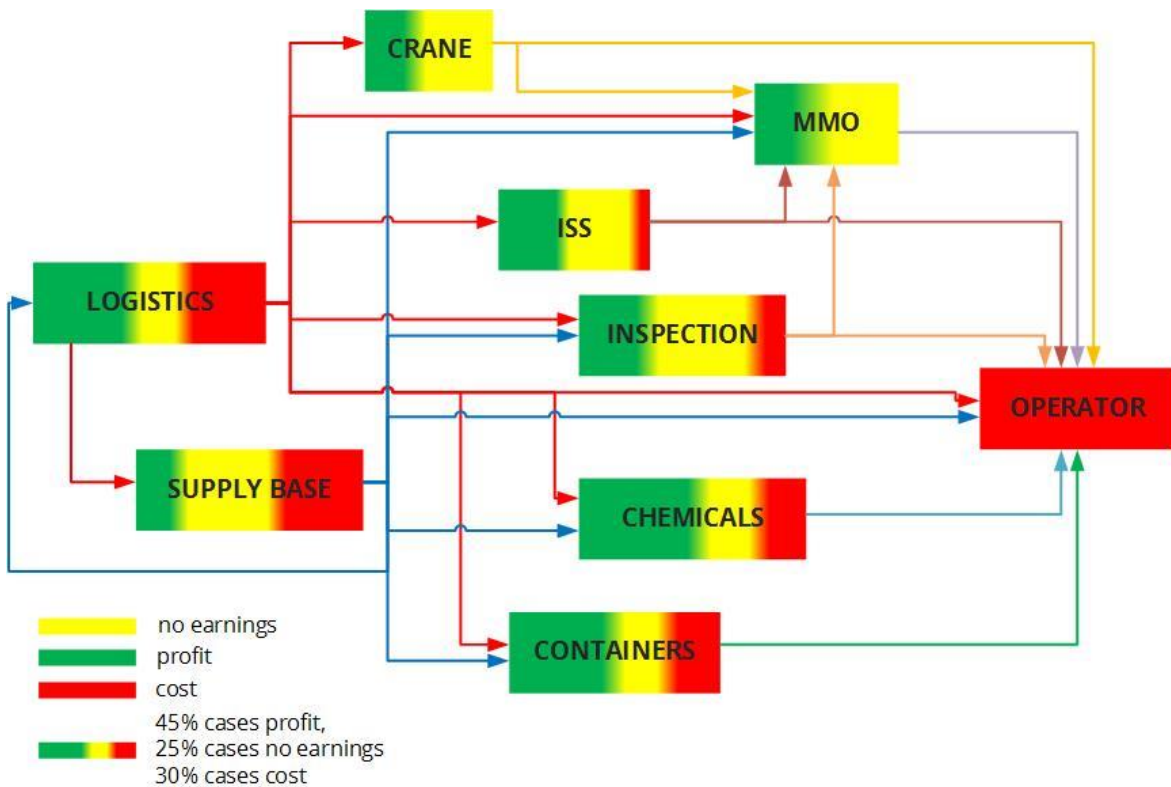 CRANE
MMO
ISS
LOGISTICS
INSPECTION
OPERATOR
SUPPLY BASE
CHEMICALS
CONTAINERS
no earnings
profit
cost
45% cases profit,
25% cases no earnings
30% cases cost